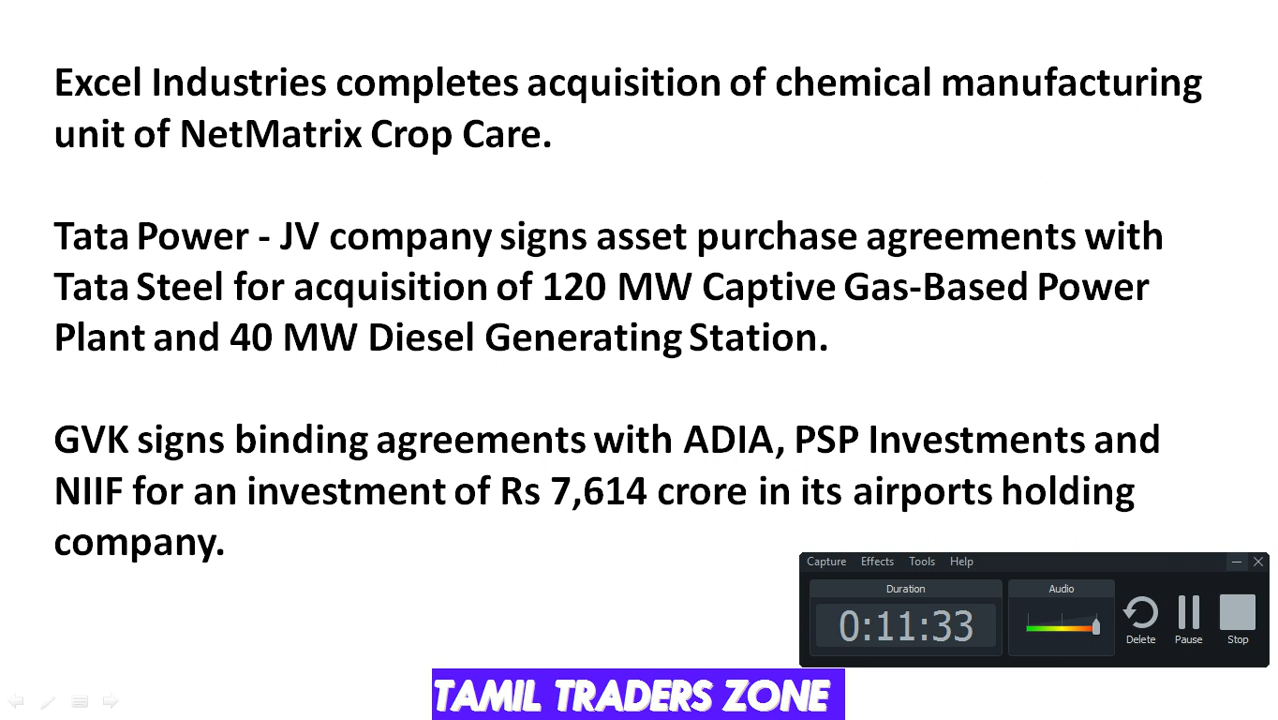 Excel Industries completes acquisition of chemical manufacturing
unit of NetMatrix Crop Care.
Tata Power - JV company signs asset purchase agreements with
Tata Steel for acquisition of 120 MW Captive Gas-Based Power
Plant and 40 MW Diesel Generating Station.
GVK signs binding agreements with ADIA, PSP Investments and
NIIF for an investment of Rs 7,614 crore in its airports holding
company.
Capture Effects Tools Help
Duration Audio
0:11:33
Delete Pause Stop
TAMIL TRADERS ZONE